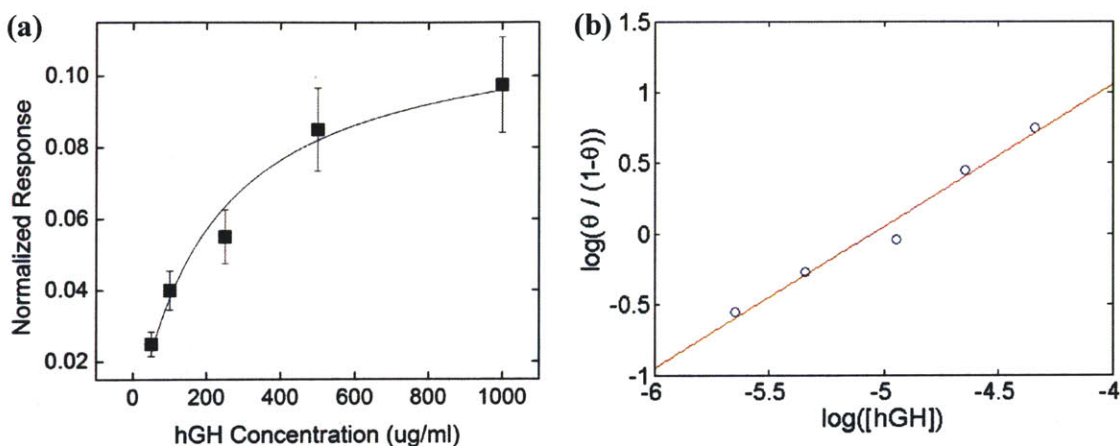 (a)
Normalized Response
0.10
0.08
0.06
0.04
0.02
0 200 400 600 800 1000
hGH Concentration (ug/ml)
(b)
log(θ / (1-θ))
1.5
1
0.5
0
-0.5
-1
-6 -5.5 -5 -4.5 -4
log([hGH])